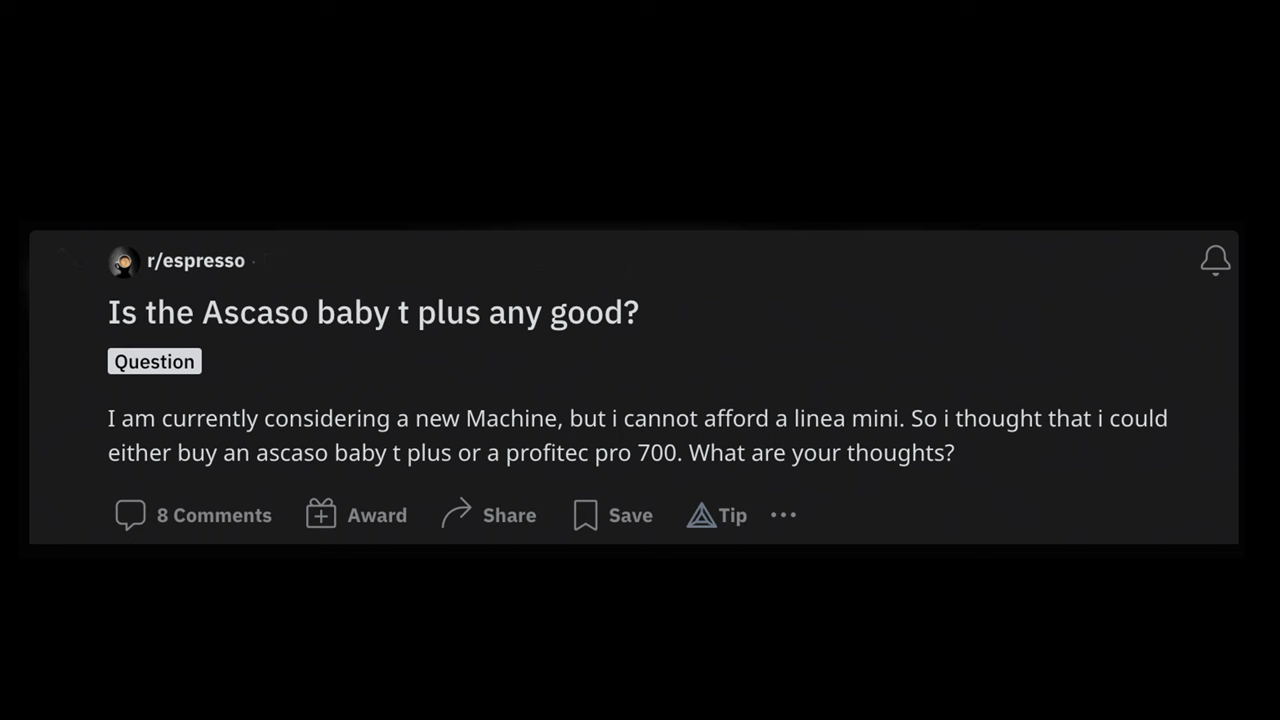 r/espresso ·
Is the Ascaso baby t plus any good?
Question
I am currently considering a new Machine, but i cannot afford a linea mini. So i thought that i could
either buy an ascaso baby t plus or a profitec pro 700. What are your thoughts?
8 Comments Award Share Save Tip ···